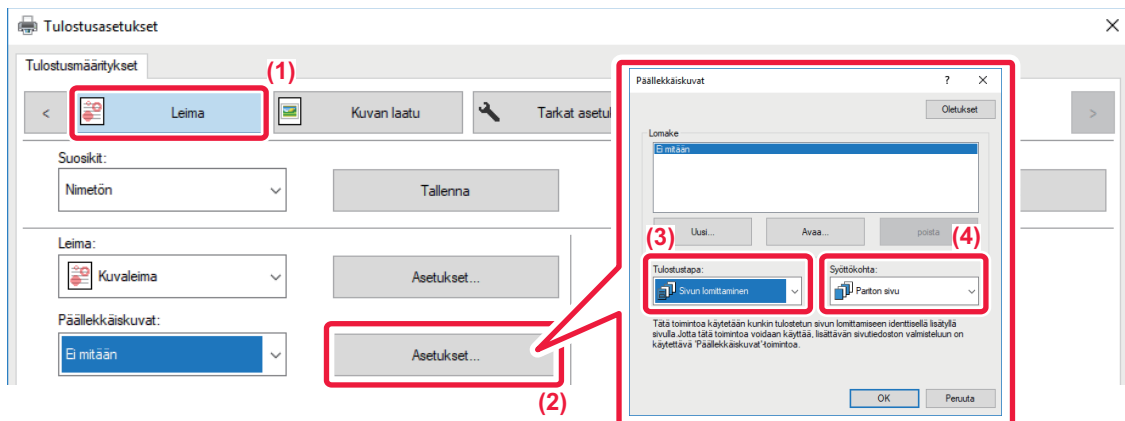 Tulostusasetukset
Tulostusmääritykset
(1)
< Leima Kuvan laatu Tarkat asetul >
Suosikit:
Nimetön Tallenna
Leima:
Kuvaleima Asetukset...
Päällekkäiskuvat:
Ei mitään Asetukset...
(2)
Päällekkäiskuvat ?
Oletukset
Lomake
Ei mitään
Uusi... Avaa... poista
(3) (4)
Tulostustapa: Syöttökohta:
Sivun lomittaminen Pariton sivu
Tätä toimintoa käytetään kunkin tulostetun sivun lomittamiseen identtisellä lisätyllä
sivulla Jotta tätä toimintoa voidaan käyttää, lisättävän sivutiedoston valmisteluun on
käytettävä 'Päällekkäiskuvat'-toimintoa.
OK Peruuta